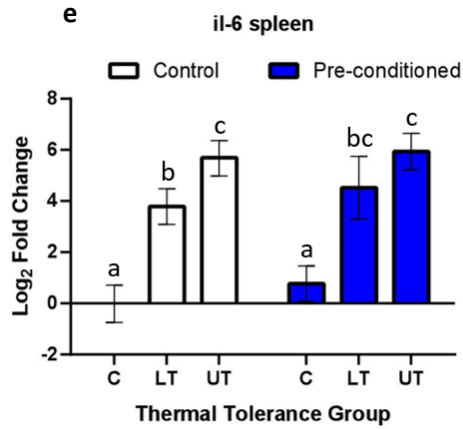 e
il-6 spleen
Control
Pre-conditioned
Log2 Fold Change
8
6
4
2
0
-2
a
b
c
a
bc
c
C
LT
UT
C
LT
UT
Thermal Tolerance Group